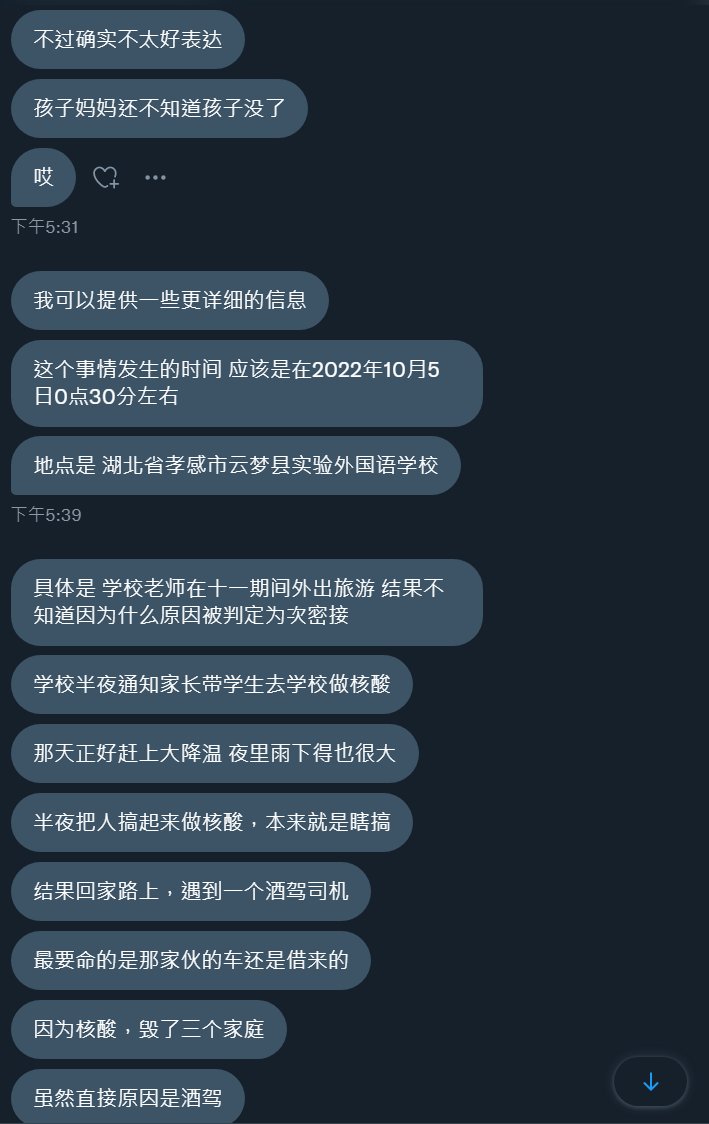 不过确实不太好表达
孩子妈妈还不知道孩子没了
哎
下午5:31
我可以提供一些更详细的信息
这个事情发生的时间 应该是在2022年10月5
日0点30分左右
地点是 湖北省孝感市云梦县实验外国语学校
下午5:39
具体是 学校老师在十一期间外出旅游 结果不
知道因为什么原因被判定为次密接
学校半夜通知家长带学生去学校做核酸
那天正好赶上大降温 夜里雨下得也很大
半夜把人搞起来做核酸，本来就是瞎搞
结果回家路上，遇到一个酒驾司机
最要命的是那家伙的车还是借来的
因为核酸，毁了三个家庭
虽然直接原因是酒驾